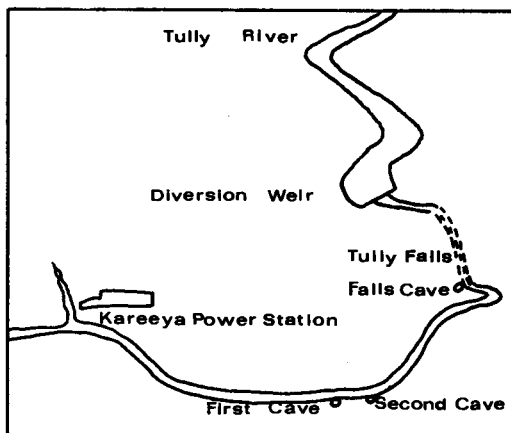 Tully River
Diversion Weir
Tully Falls
Falls Cave
Kareeya Power Station
First Cave
Second Cave